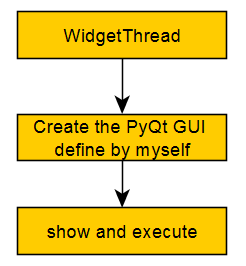 WidgetThread
Create the PyQt GUI
define by myself
show and execute